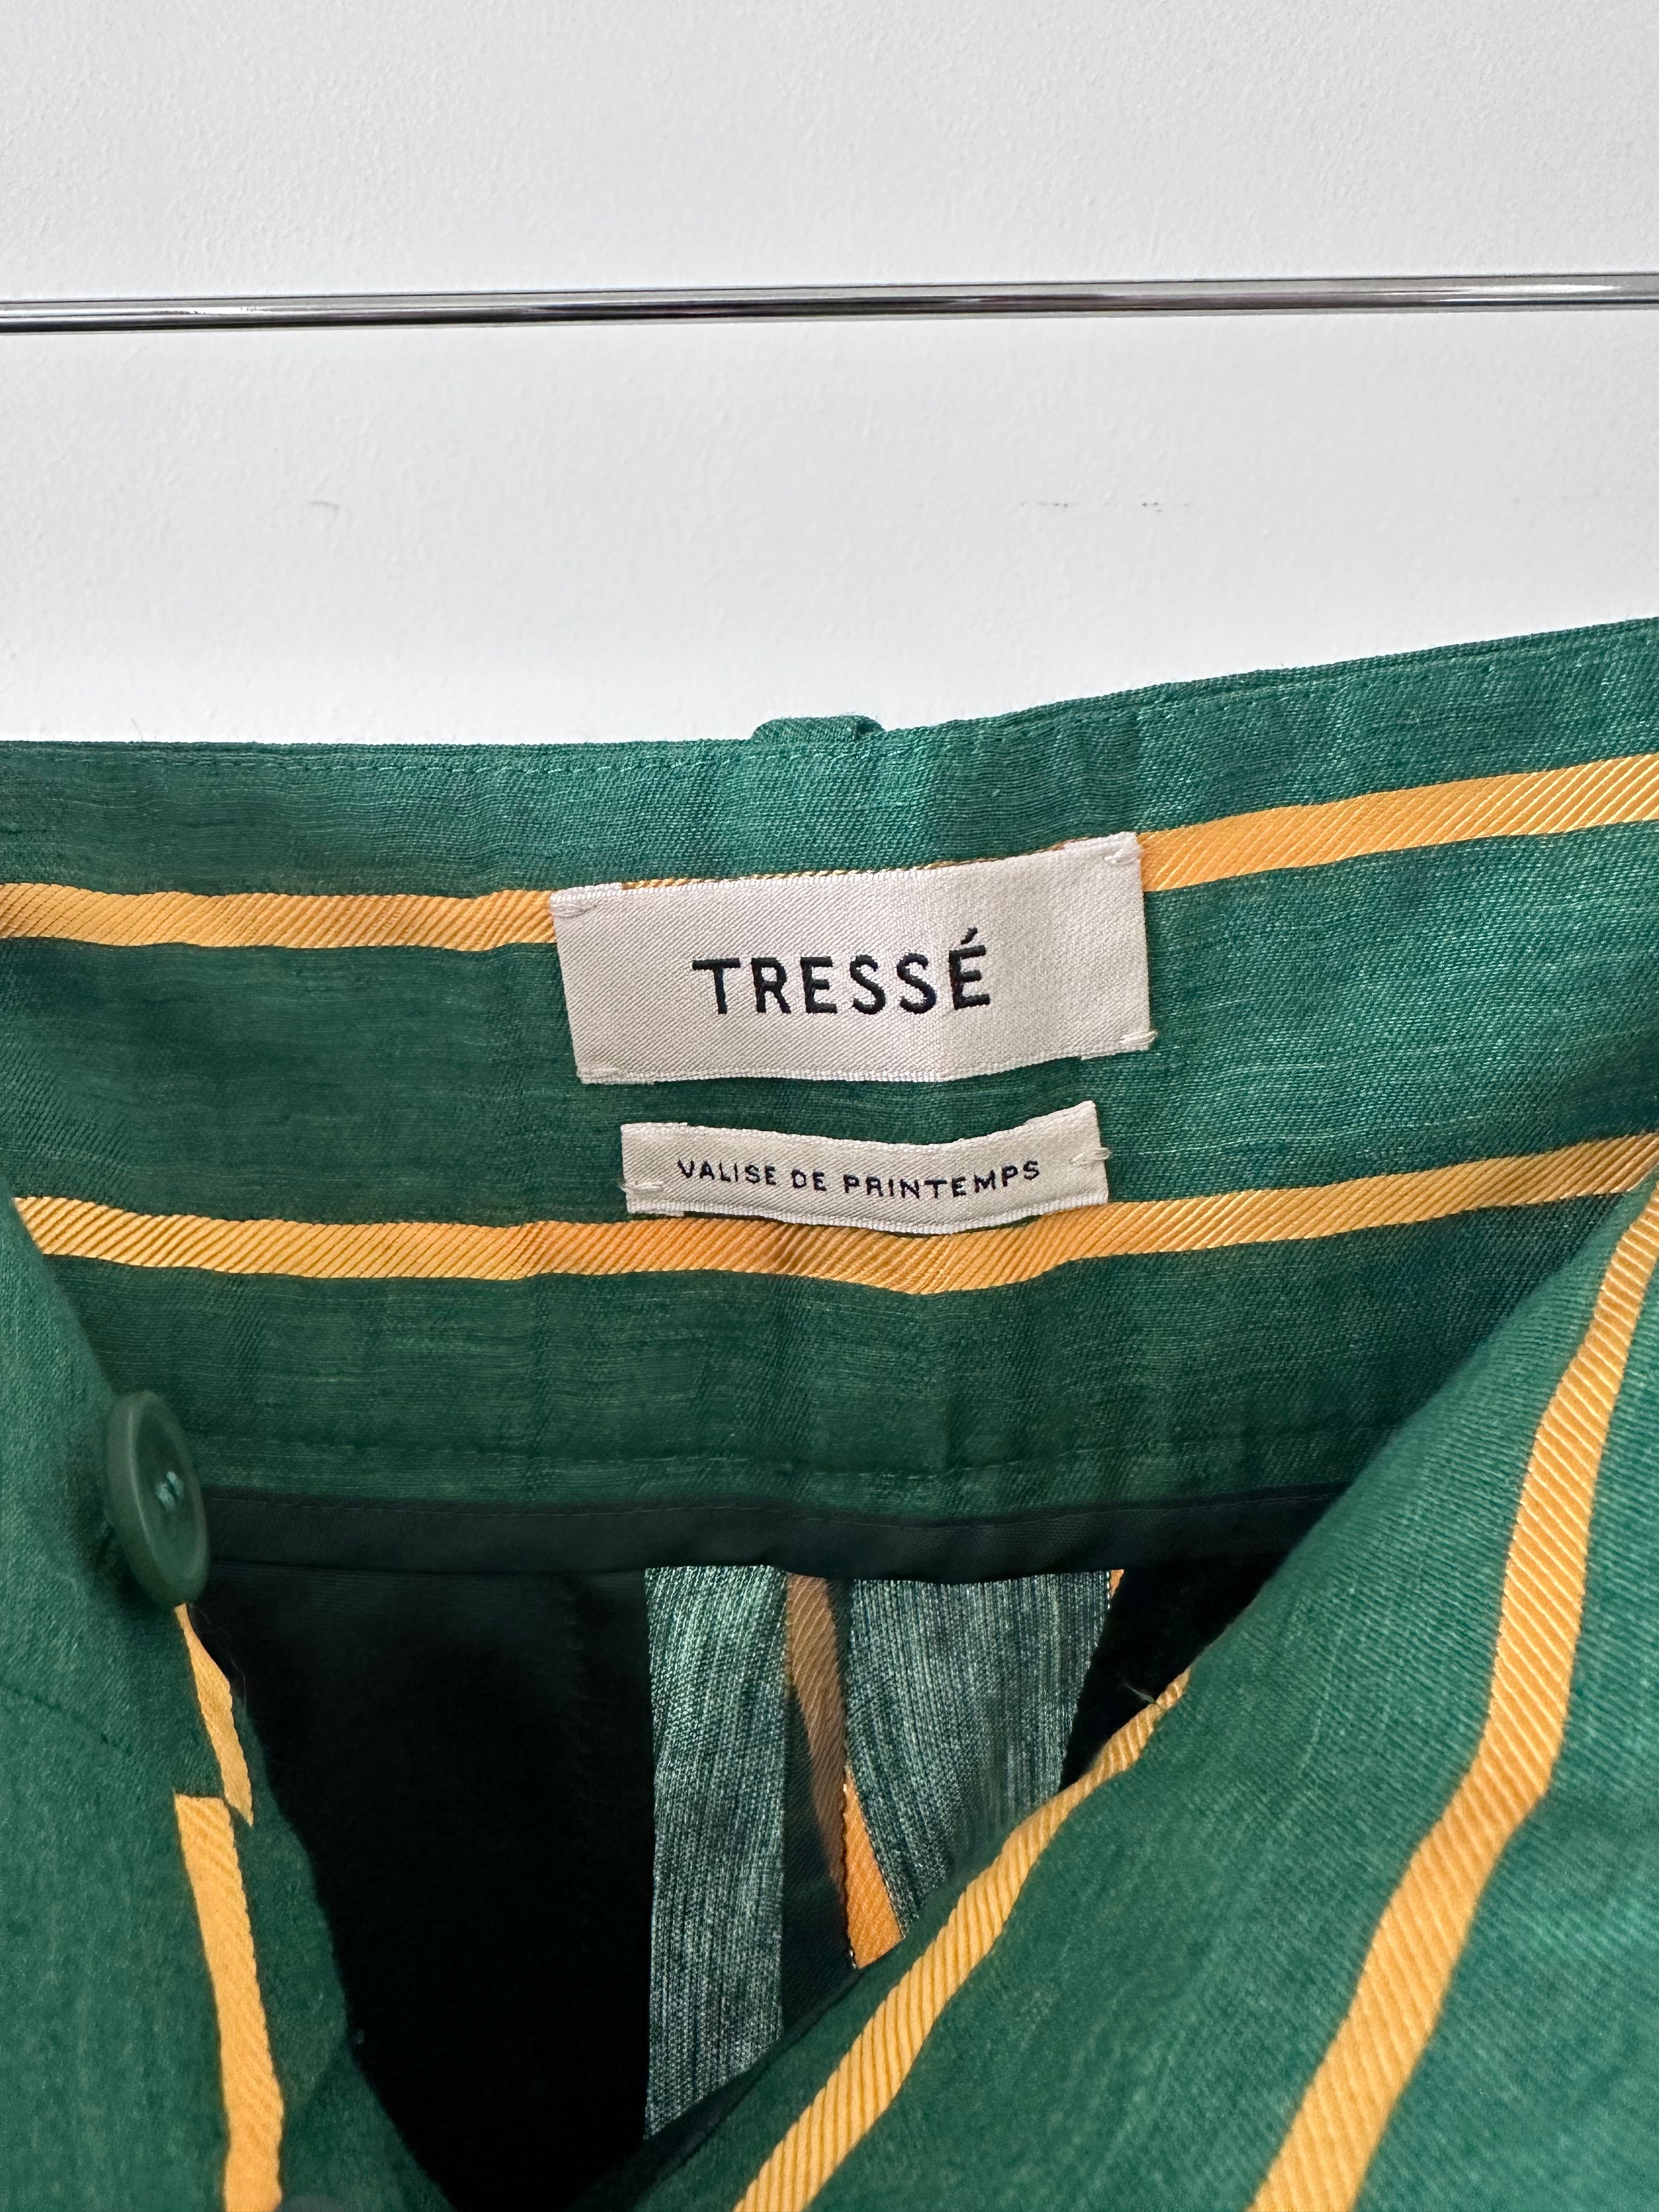 TRESSÉ
VALISE DE PRINTEMPS